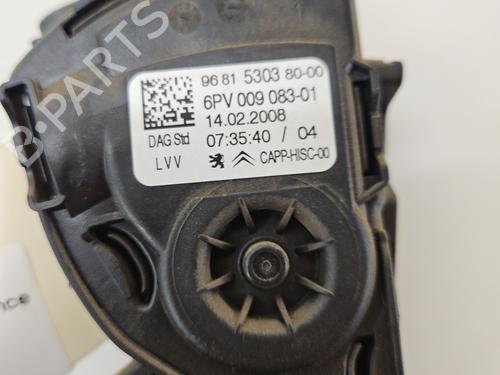 B-PARTS
96 81 5303 80-00
6PV 009 083-01
14.02.2008
DAG Std 07:35:40 / 04
LVV CAPP-HISC-00